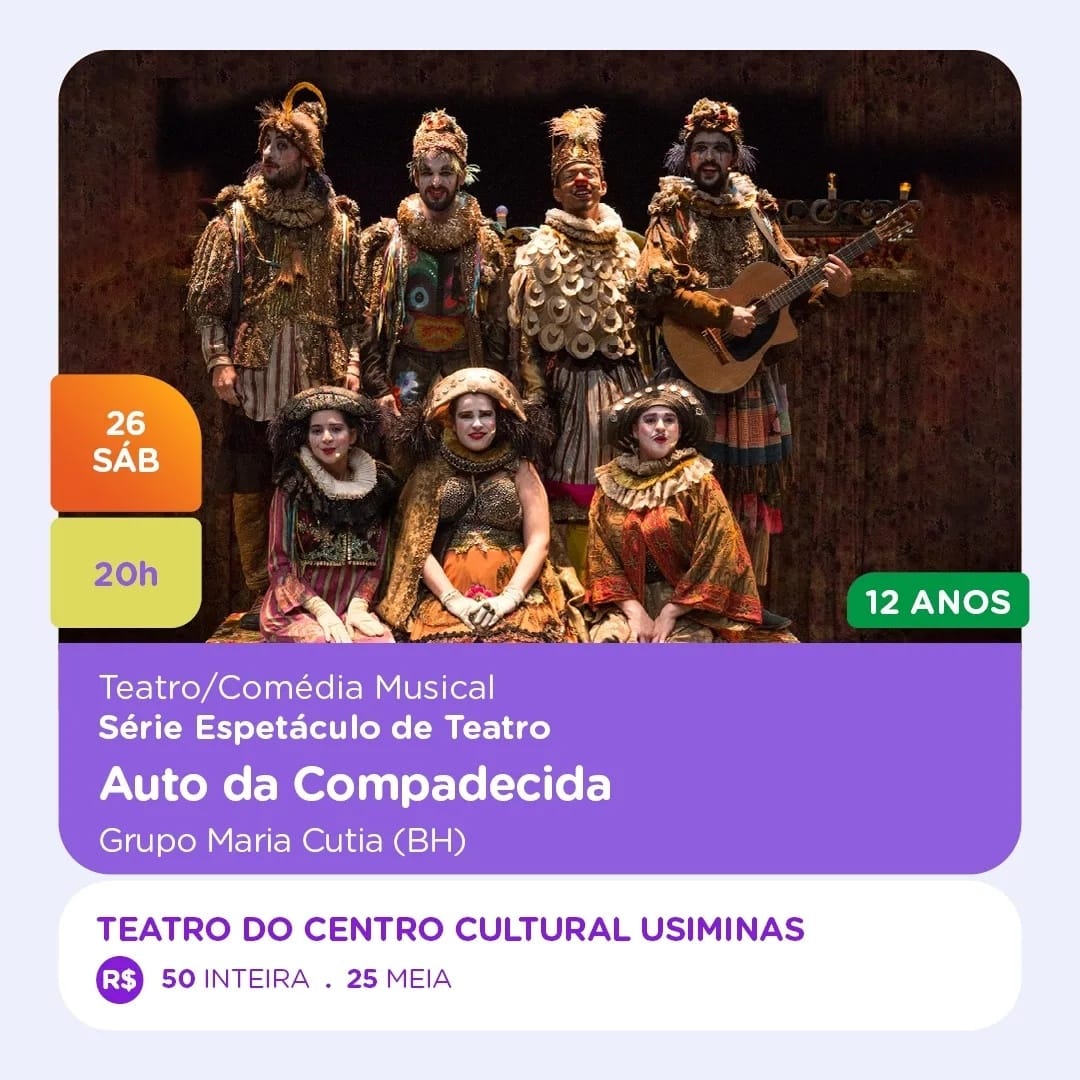 26
SÁB
20h
12 ANOS
Teatro/Comédia Musical
Série Espetáculo de Teatro
Auto da Compadecida
Grupo Maria Cutia (BH)
TEATRO DO CENTRO CULTURAL USIMINAS
R$ 50 INTEIRA . 25 MEIA